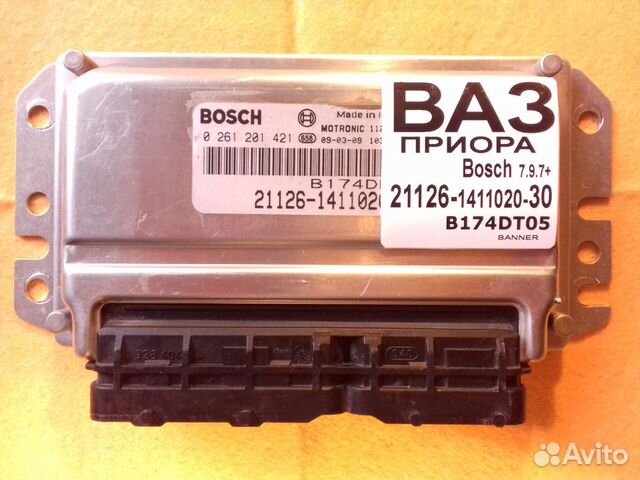 BOSCH
Made in
MOTRONIC
0 261 201 421 658 09-03-09
B174D
21126-141102
ВАЗ
ПРИОРА
Bosch 7.9.7+
21126-1411020-30
B174DT05
BANNER
Avito